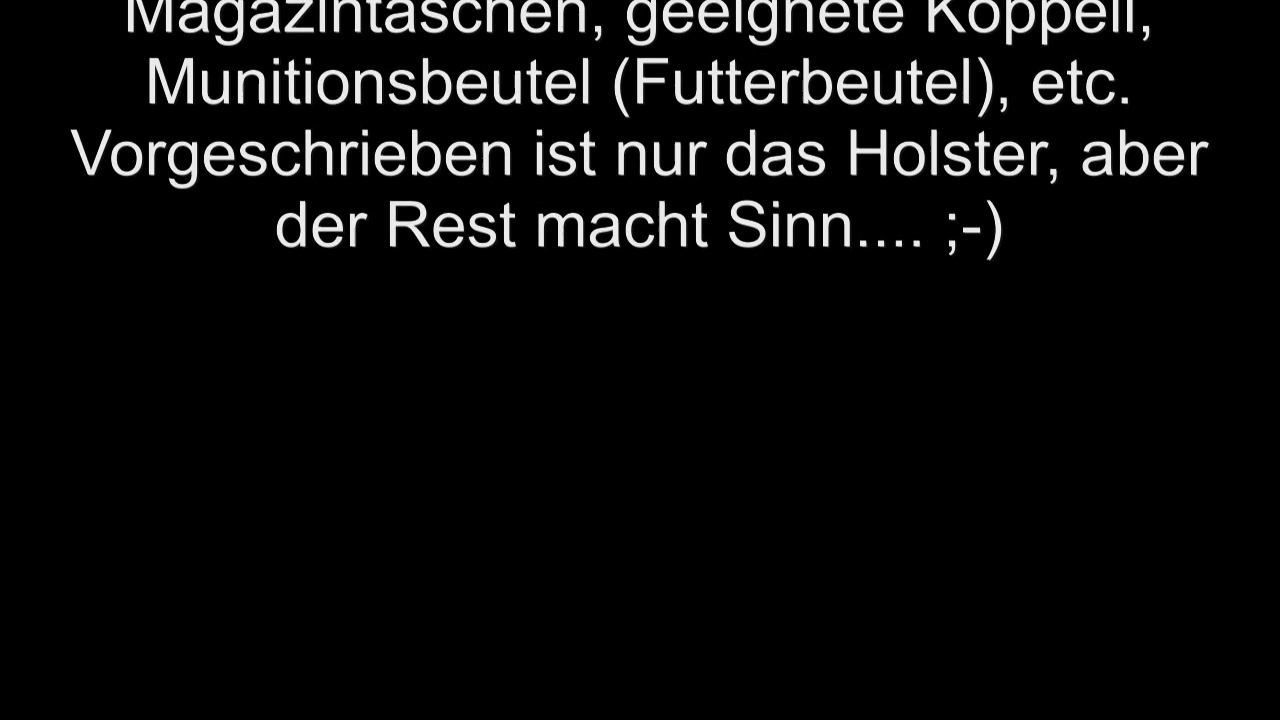 Magazintaschen, geeignete Koppell,
Munitionsbeutel (Futterbeutel), etc.
Vorgeschrieben ist nur das Holster, aber
der Rest macht Sinn.... ;-)